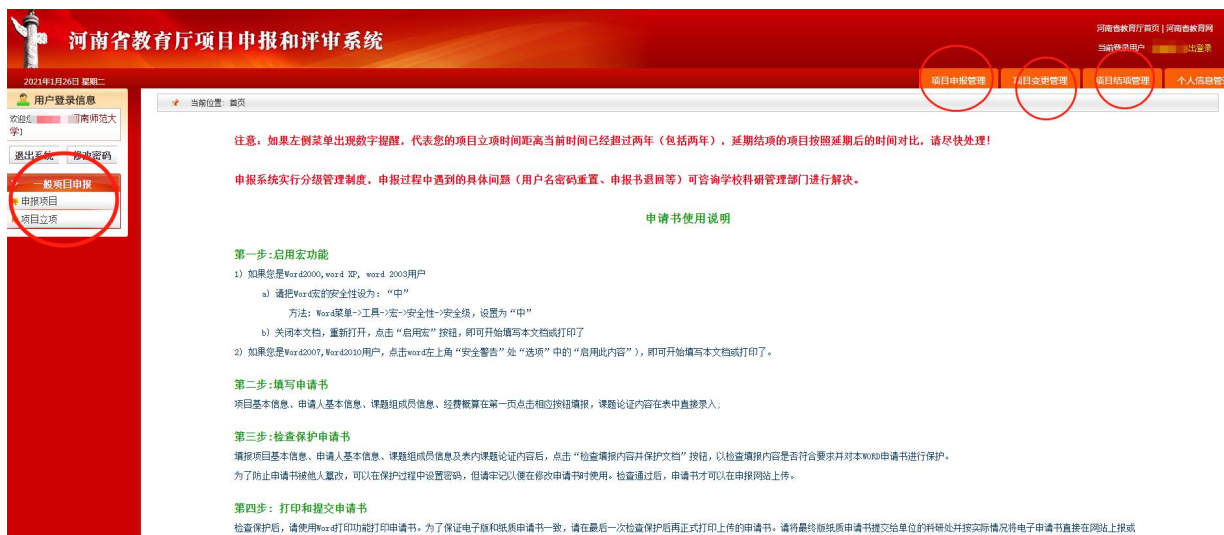 河南省教育厅项目申报和评审系统
河南省教育厅首页 | 河南省教育网
当前登录用户
出登录
2021年1月26日 星期二
项目申报管理
项目变更管理
项目结项管理
个人信息管
用户登录信息
欢迎您
河南师范大
学]
退出系统
修改密码
一般项目申报
申报项目
项目立项
当前位置：首页
注意：如果左侧菜单出现数字提醒，代表您的项目立项时间距离当前时间已经超过两年（包括两年），延期结项的项目按照延期后的时间对比，请尽快处理！
申报系统实行分级管理制度，申报过程中遇到的具体问题（用户名密码重置、申报书退回等）可咨询学校科研管理部门进行解决。
申请书使用说明
第一步:启用宏功能
1) 如果您是Word2000,word XP, word 2003用户
a) 请把Word宏的安全性设为：“中”
方法：Word菜单->工具->宏->安全性->安全级，设置为“中”
b) 关闭本文档，重新打开，点击“启用宏”按钮，即可开始填写本文档或打印了
2) 如果您是Word2007,Word2010用户，点击word左上角“安全警告”处“选项”中的“启用此内容”），即可开始填写本文档或打印了。
第二步:填写申请书
项目基本信息、申请人基本信息、课题组成员信息、经费概算在第一页点击相应按钮填报，课题论证内容在表中直接录入;
第三步:检查保护申请书
填报项目基本信息、申请人基本信息、课题组成员信息及表内课题论证内容后，点击“检查填报内容并保护文档”按钮，以检查填报内容是否符合要求并对本WORD申请书进行保护。
为了防止申请书被他人篡改，可以在保护过程中设置密码，但请牢记以便在修改申请书时使用。检查通过后，申请书才可以在申报网站上传。
第四步: 打印和提交申请书
检查保护后，请使用Word打印功能打印申请书。为了保证电子版和纸质申请书一致，请在最后一次检查保护后再正式打印上传的申请书。请将最终版纸质申请书提交给单位的科研处并按实际情况将电子申请书直接在网站上报或